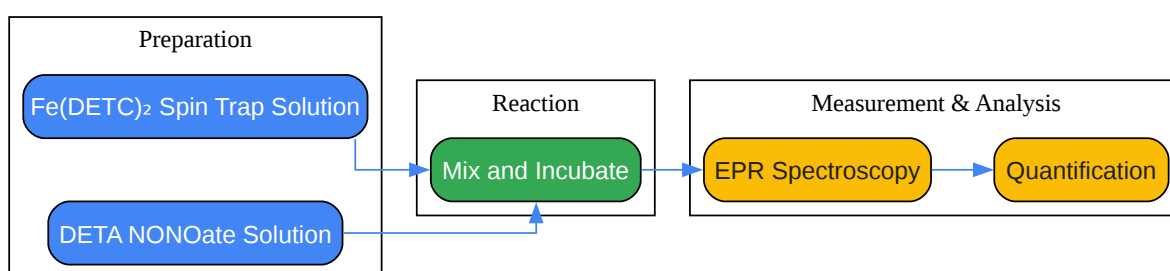 Preparation
Fe(DETC)₂ Spin Trap Solution
DETA NONOate Solution
Reaction
Mix and Incubate
Measurement & Analysis
EPR Spectroscopy
Quantification